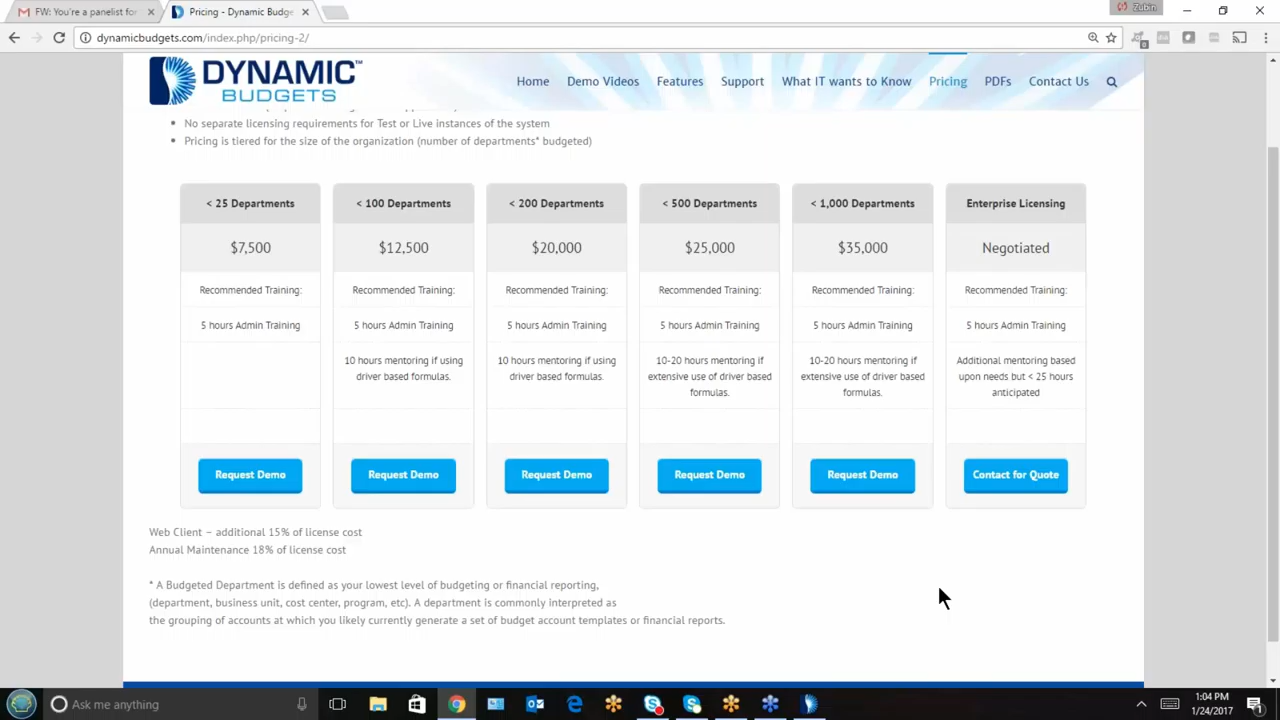 FW: You're a panelist for
Pricing - Dynamic Budge
Zubin
dynamicbudgets.com/index.php/pricing-2/
DYNAMIC™
BUDGETS
Home Demo Videos Features Support What IT wants to Know Pricing PDFs Contact Us
No separate licensing requirements for Test or Live instances of the system
Pricing is tiered for the size of the organization (number of departments* budgeted)
< 25 Departments
$7,500
Recommended Training:
5 hours Admin Training
Request Demo
< 100 Departments
$12,500
Recommended Training:
5 hours Admin Training
10 hours mentoring if using
driver based formulas.
Request Demo
< 200 Departments
$20,000
Recommended Training:
5 hours Admin Training
10 hours mentoring if using
driver based formulas.
Request Demo
< 500 Departments
$25,000
Recommended Training:
5 hours Admin Training
10-20 hours mentoring if
extensive use of driver based
formulas.
Request Demo
< 1,000 Departments
$35,000
Recommended Training:
5 hours Admin Training
10-20 hours mentoring if
extensive use of driver based
formulas.
Request Demo
Enterprise Licensing
Negotiated
Recommended Training:
5 hours Admin Training
Additional mentoring based
upon needs but < 25 hours
anticipated
Contact for Quote
Web Client – additional 15% of license cost
Annual Maintenance 18% of license cost
* A Budgeted Department is defined as your lowest level of budgeting or financial reporting,
(department, business unit, cost center, program, etc). A department is commonly interpreted as
the grouping of accounts at which you likely currently generate a set of budget account templates or financial reports.
Ask me anything
1:04 PM
1/24/2017